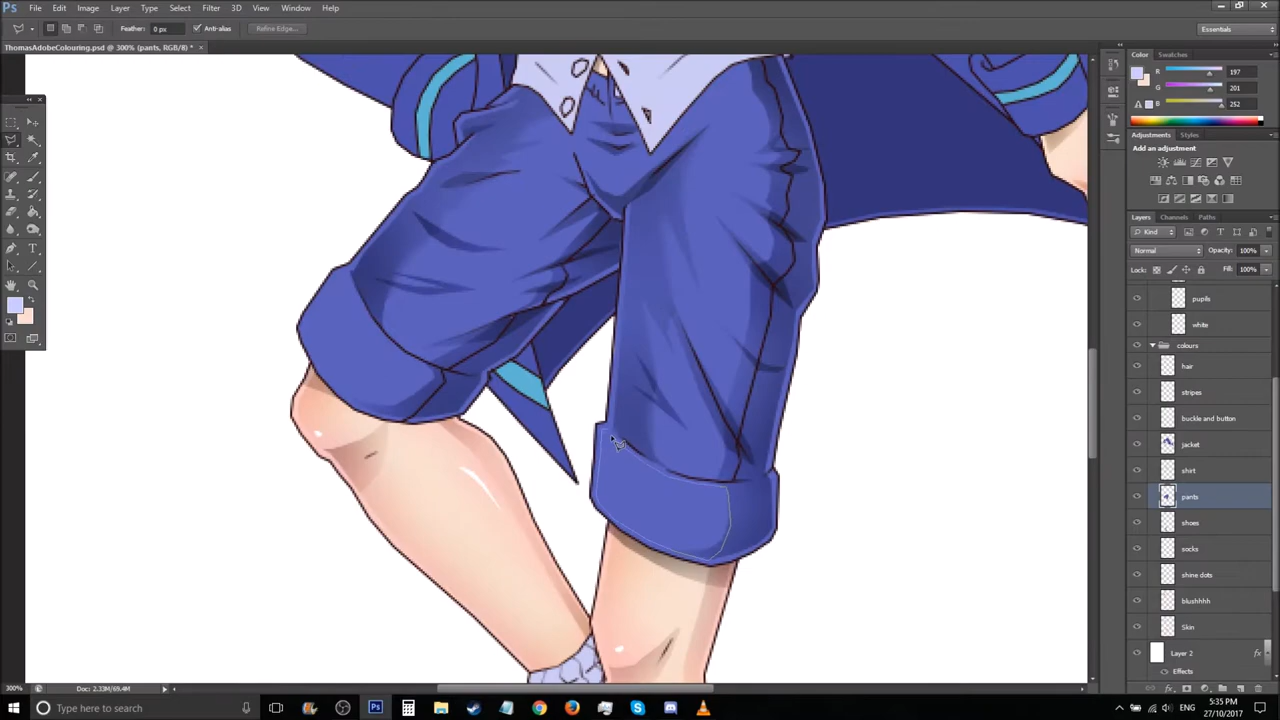 Ps File Edit Image Layer Type Select Filter 3D View Window Help
Feather: 0 px Anti-alias Refine Edge... Essentials
ThomasAdobeColouring.psd @ 300% (pants, RGB/8) * ×
Color Swatches
R 197
G 201
B 252
Adjustments Styles
Add an adjustment
Layers Channels Paths
Kind
Normal Opacity: 100%
Lock: Fill: 100%
pupils
white
colours
hair
stripes
buckle and button
jacket
shirt
pants
shoes
socks
shine dots
blushhhh
Skin
Layer 2 fx
Effects
300% Doc: 2.33M/69.4M
Type here to search
5:35 PM
27/10/2017